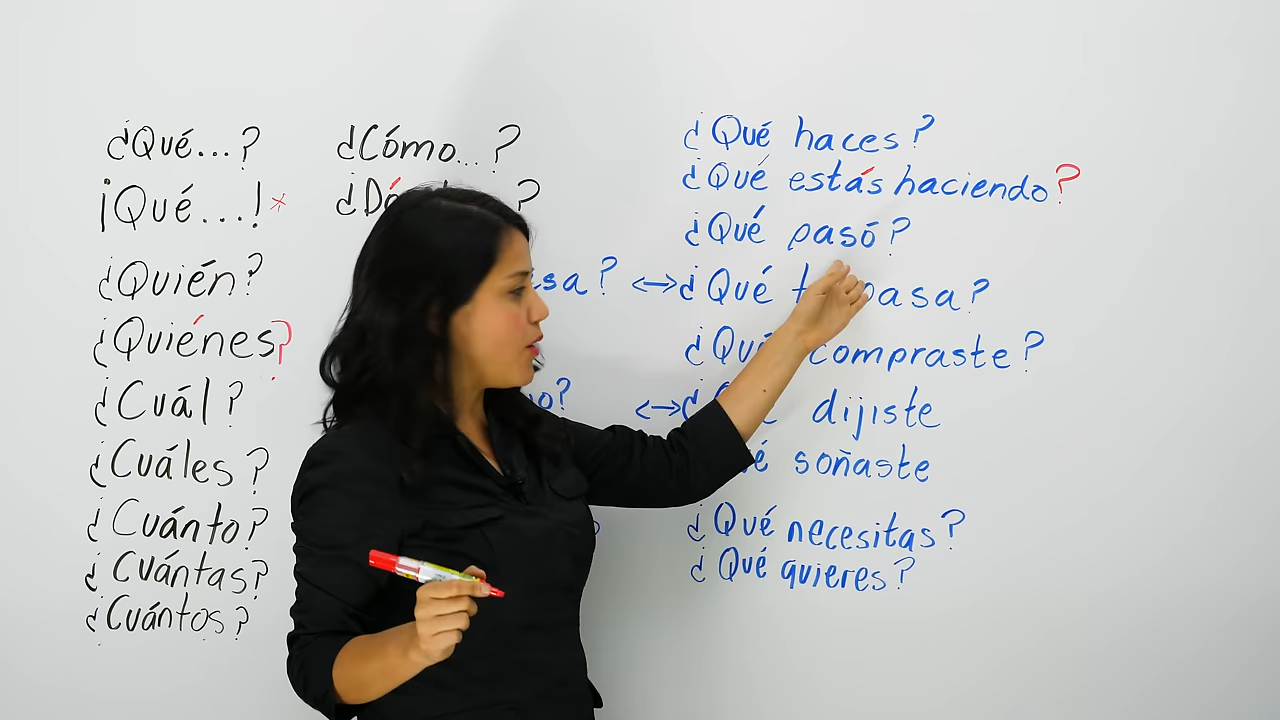 ¿Qué...?
¡Qué...!*
¿Quién?
¿Quiénes?
¿Cuál?
¿Cuáles?
¿Cuánto?
¿Cuántas?
¿Cuántos?
¿Cómo...?
¿Qué haces?
¿Qué estás haciendo?
¿Qué pasó?
↔¿Qué pasa?
¿Qué compraste?
↔¿ dijiste
soñaste
¿Qué necesitas?
¿Qué quieres?